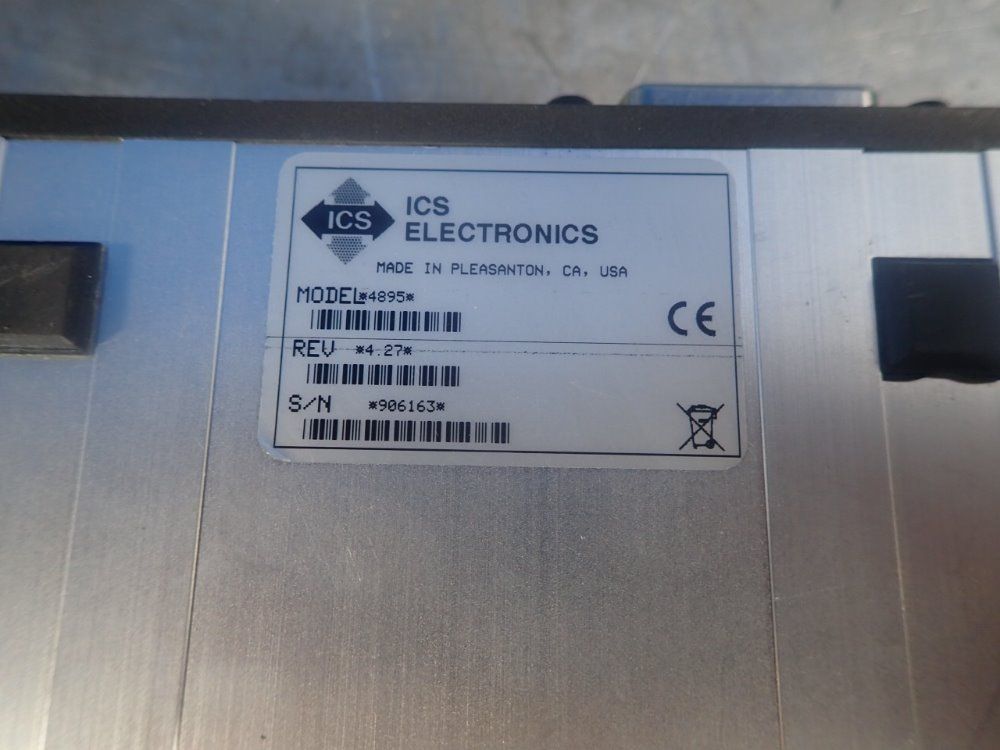 ICS
ICS
ELECTRONICS
MADE IN PLEASANTON, CA, USA
MODEL*4895*
CE
REV *4.27*
S/N *906163*